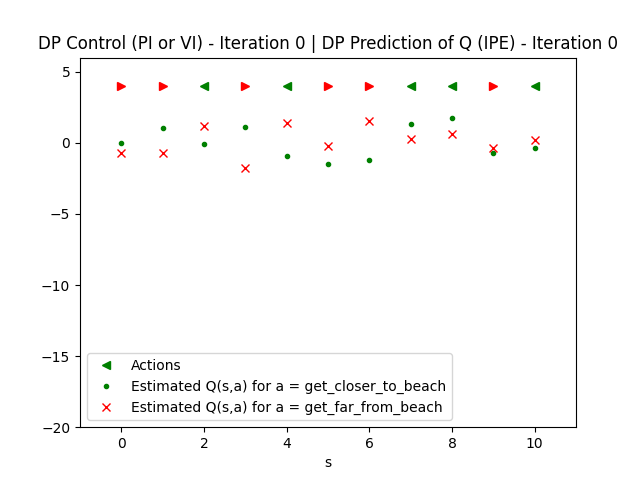 DP Control (PI or VI) - Iteration 0 | DP Prediction of Q (IPE) - Iteration 0
5
0
−5
−10
−15
−20
Actions
Estimated Q(s,a) for a = get_closer_to_beach
Estimated Q(s,a) for a = get_far_from_beach
0 2 4 6 8 10
s